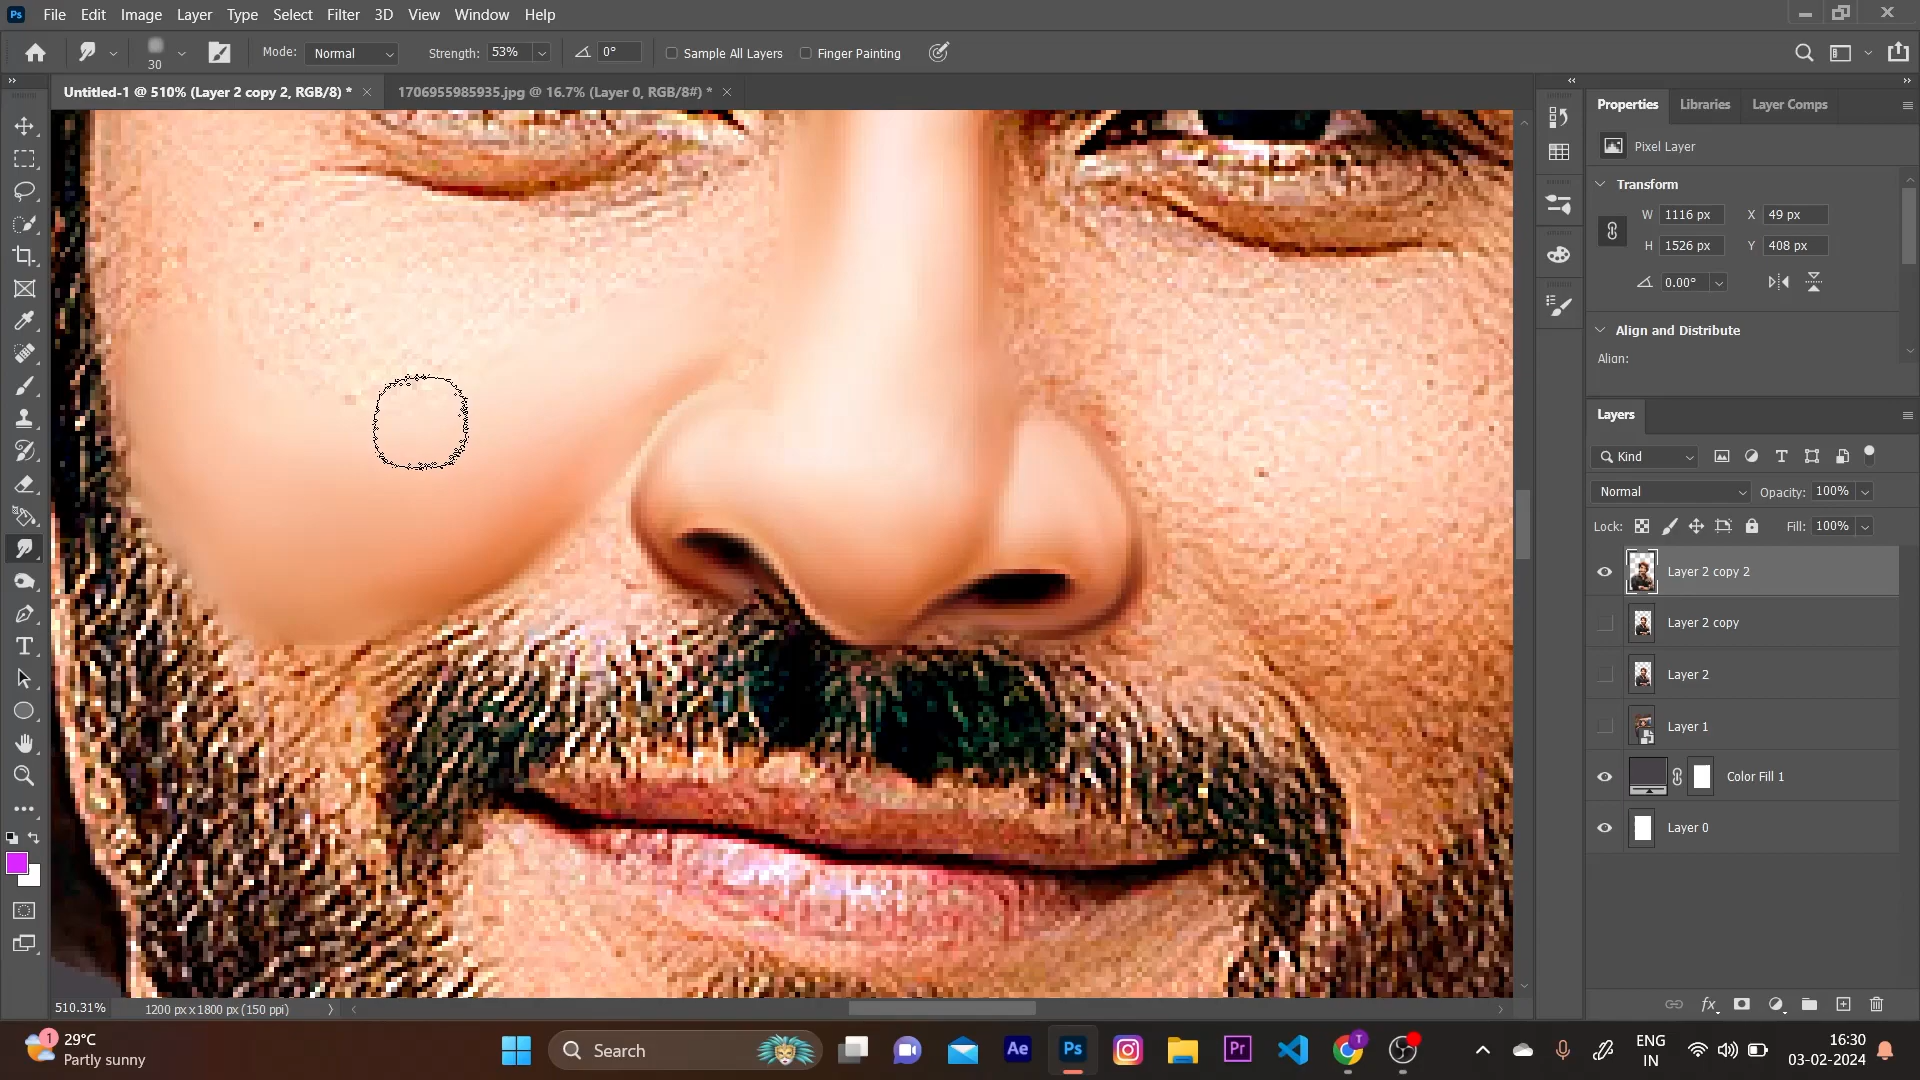 Ps File Edit Image Layer Type Select Filter 3D View Window Help
30 Mode: Normal Strength: 53% 0° Sample All Layers Finger Painting
Untitled-1 @ 510% (Layer 2 copy 2, RGB/8) * 1706955985935.jpg @ 16.7% (Layer 0, RGB/8#) *
Properties Libraries Layer Comps
Pixel Layer
Transform
W 1116 px X 49 px
H 1526 px Y 408 px
0.00°
Align and Distribute
Align:
Layers
Kind
Normal Opacity: 100%
Lock: Fill: 100%
Layer 2 copy 2
Layer 2 copy
Layer 2
Layer 1
Color Fill 1
Layer 0
510.31% 1200 px x 1800 px (150 ppi)
1 29°C
Partly sunny
Search
Ae Ps Pr T
ENG
IN
16:30
03-02-2024